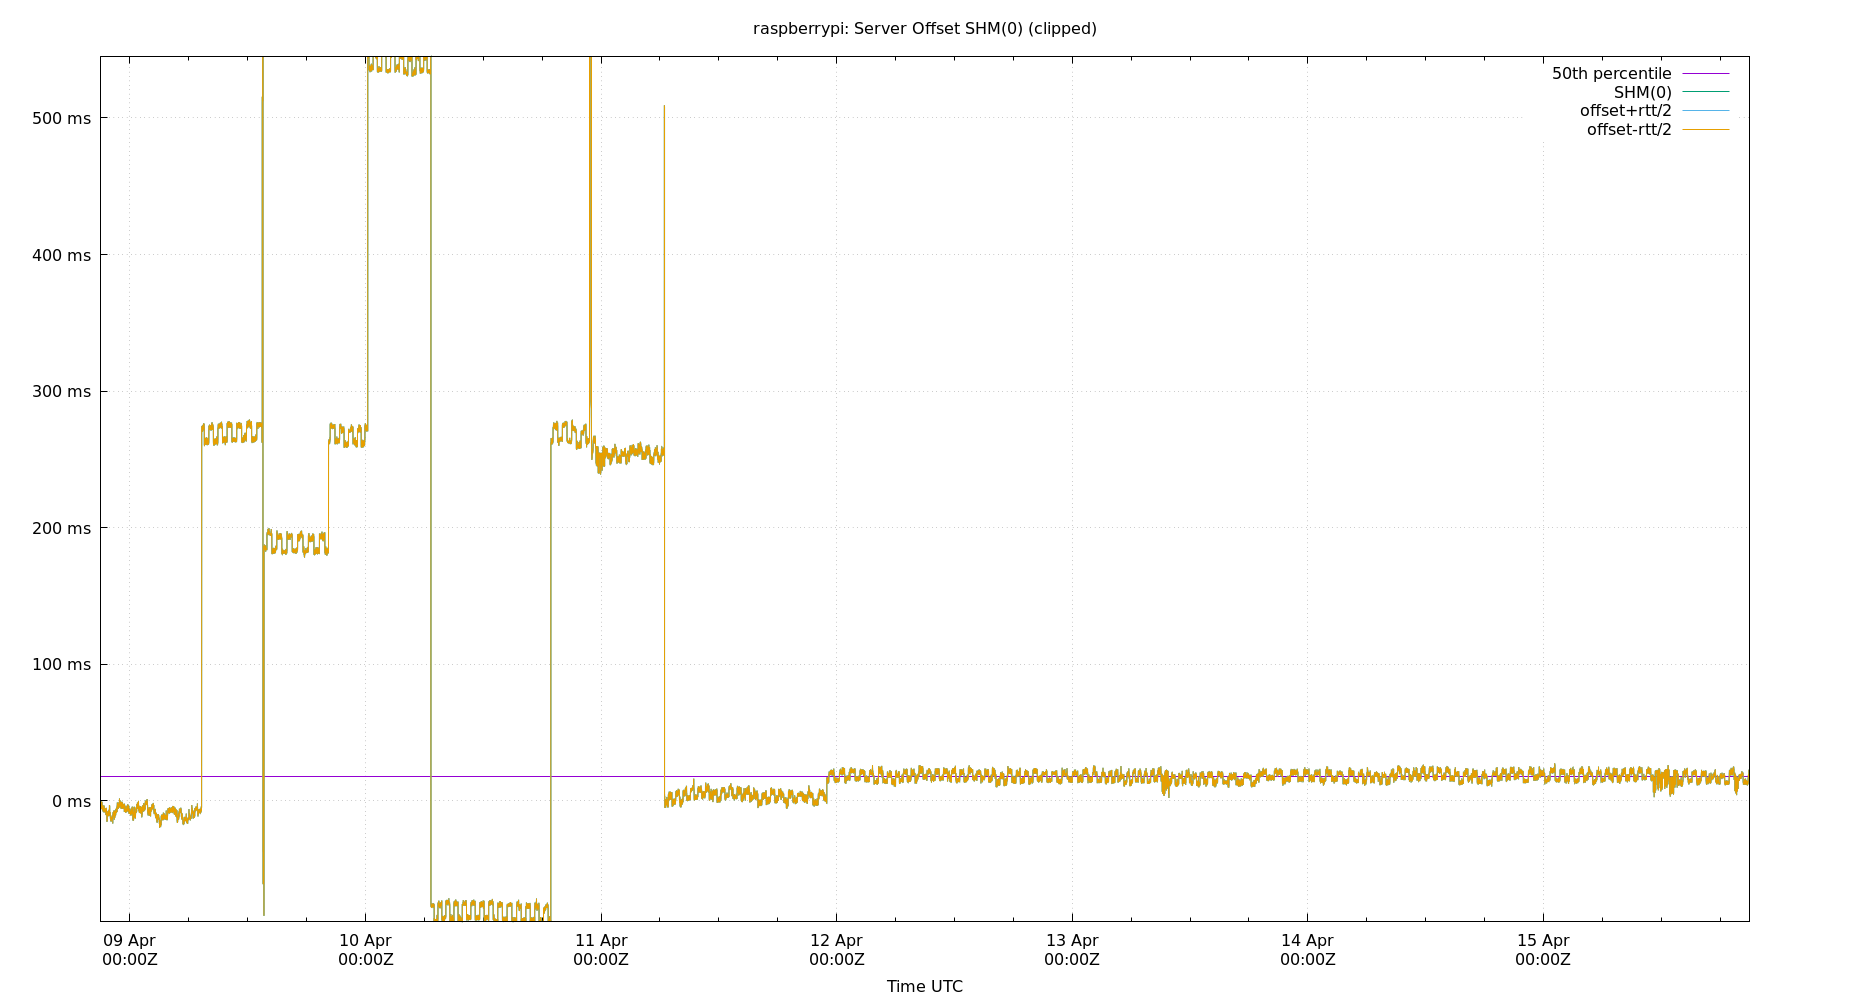 raspberrypi: Server Offset SHM(0) (clipped)
50th percentile
SHM(0)
offset+rtt/2
offset-rtt/2
500 ms
400 ms
300 ms
200 ms
100 ms
0 ms
09 Apr 10 Apr 11 Apr 12 Apr 13 Apr 14 Apr 15 Apr
00:00Z 00:00Z 00:00Z 00:00Z 00:00Z 00:00Z 00:00Z
Time UTC